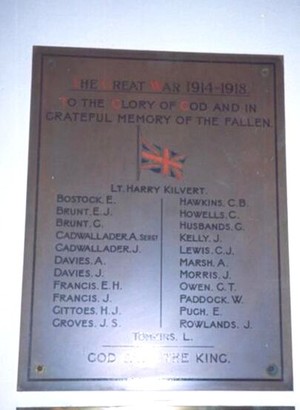 THE GREAT WAR 1914-1918.
TO THE GLORY OF GOD AND IN
GRATEFUL MEMORY OF THE FALLEN.
LT. HARRY KILVERT.
BOSTOCK, E.
BRUNT, E. J.
BRUNT, G.
CADWALLADER, A. SERGT
CADWALLADER, J.
DAVIES, A.
DAVIES, J.
FRANCIS, E. H.
FRANCIS, J.
GITTOES, H. J.
GROVES, J. S.
HAWKINS, C. B.
HOWELLS, C.
HUSBANDS, G.
KELLY, J.
LEWIS, C. J.
MARSH, A.
MORRIS, J.
OWEN, G. T.
PADDOCK, W.
PUGH, E.
ROWLANDS, J.
TOMKINS, L.
GOD THE KING.